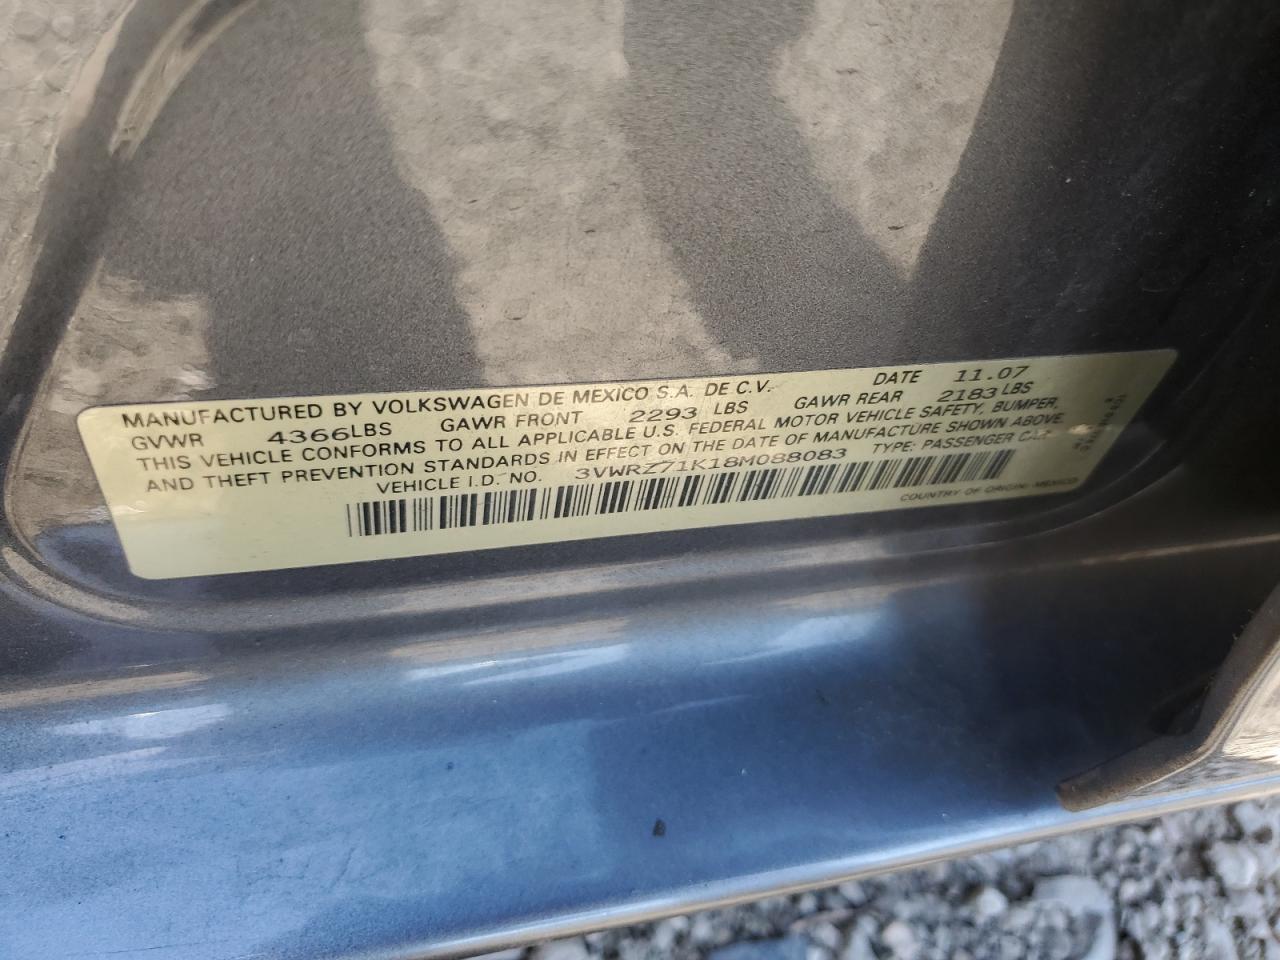 MANUFACTURED BY VOLKSWAGEN DE MEXICO S.A. DE C.V. DATE 11.07
GVWR 4366LBS GAWR FRONT 2293 LBS GAWR REAR 2183 LBS
THIS VEHICLE CONFORMS TO ALL APPLICABLE U.S. FEDERAL MOTOR VEHICLE SAFETY, BUMPER,
AND THEFT PREVENTION STANDARDS IN EFFECT ON THE DATE OF MANUFACTURE SHOWN ABOVE.
VEHICLE I.D. NO. 3VWRZ71K18M088083 TYPE: PASSENGER CAR
COUNTRY OF ORIGIN: MEXICO